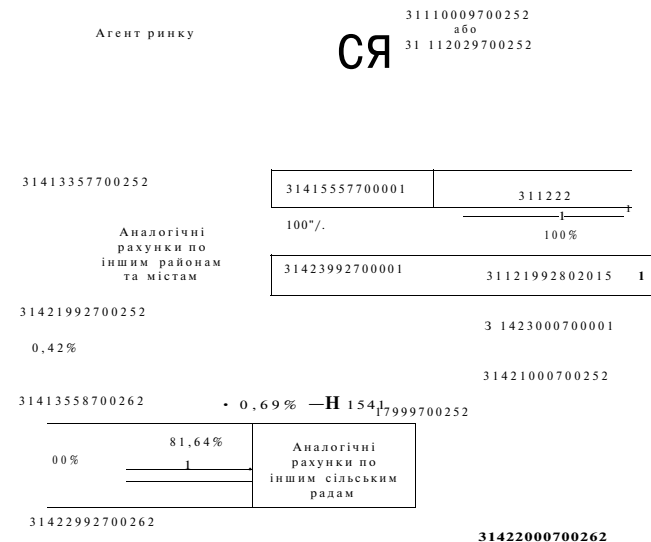 Агент ринку
СЯ
31110009700252
або
31 112029700252
31413357700252
31415557700001
311222
1
1
100"/.
100%
Аналогічні
рахунки по
іншим районам
та містам
31423992700001
31121992802015 1
31421992700252
З 1423000700001
0,42%
31421000700252
31413558700262
• 0,69% —Н 1541
17999700252
81,64%
00%
1
Аналогічні
рахунки по
іншим сільським
радам
31422992700262
31422000700262